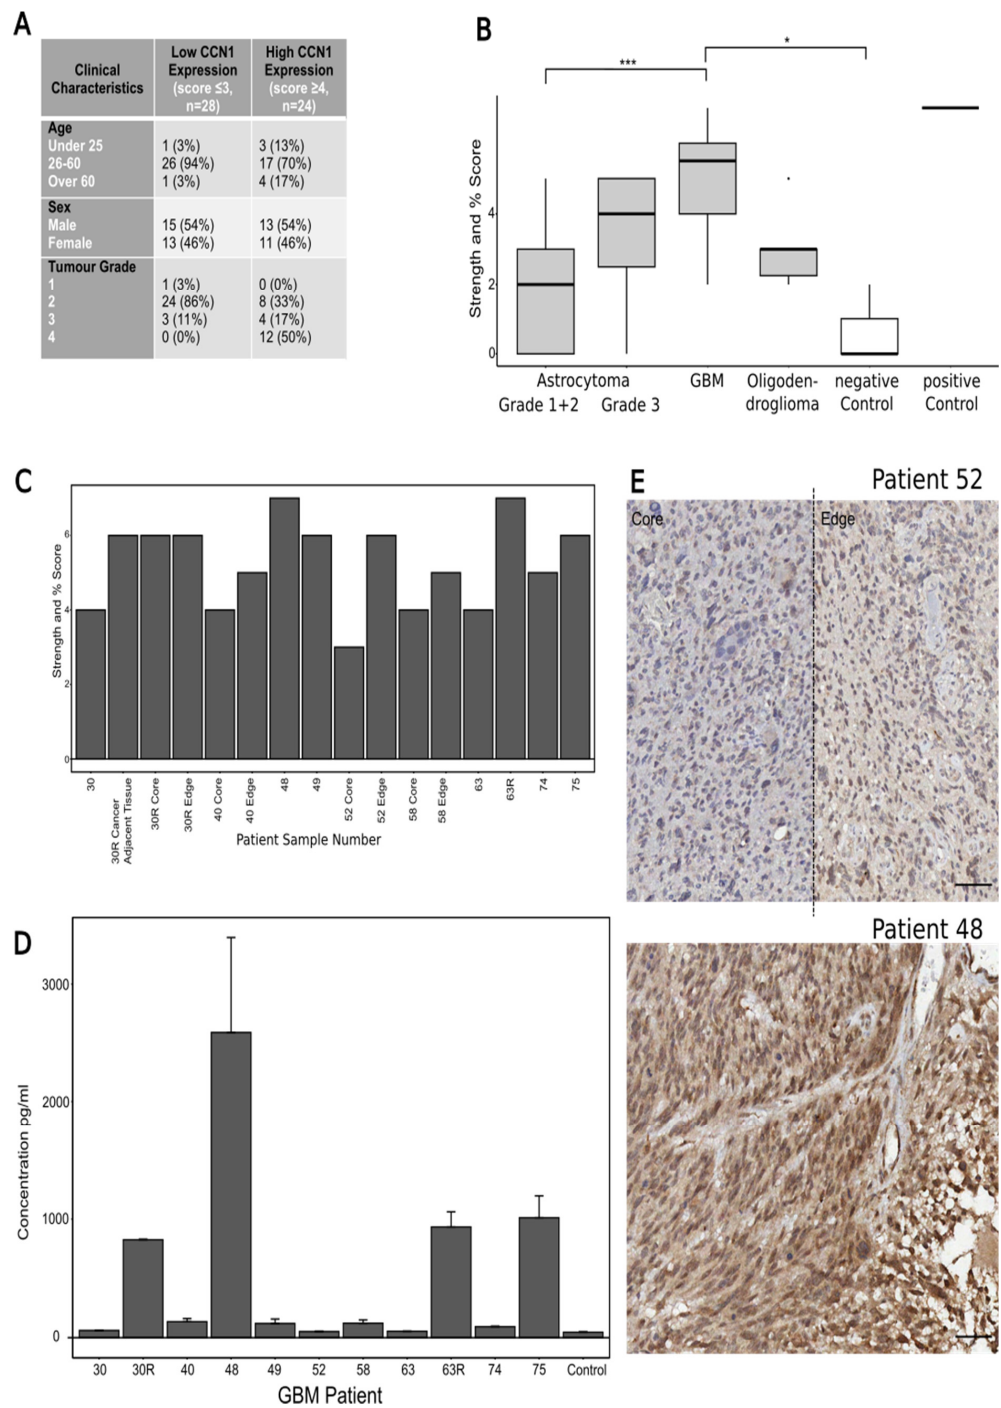 A
Clinical Characteristics
Low CCN1 Expression (score ≤3, n=28)
High CCN1 Expression (score ≥4, n=24)
Age
Under 25 1 (3%) 3 (13%)
26-60 26 (94%) 17 (70%)
Over 60 1 (3%) 4 (17%)
Sex
Male 15 (54%) 13 (54%)
Female 13 (46%) 11 (46%)
Tumour Grade
1 1 (3%) 0 (0%)
2 24 (86%) 8 (33%)
3 3 (11%) 4 (17%)
4 0 (0%) 12 (50%)
B
***
*
Strength and % Score
4
2
0
Astrocytoma
Grade 1+2 Grade 3
GBM
Oligoden-
droglioma
negative
Control
positive
Control
C
Strength and % Score
6
4
2
0
30
30R Cancer
Adjacent Tissue
30R Core
30R Edge
40 Core
40 Edge
48
49
52 Core
52 Edge
58 Core
58 Edge
63
63R
74
75
Patient Sample Number
D
Concentration pg/ml
3000
2000
1000
0
30 30R 40 48 49 52 58 63 63R 74 75 Control
GBM Patient
E
Patient 52
Core
Edge
Patient 48